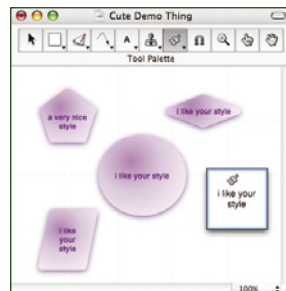 Cute Demo Thing
A
Tool Palette
a very nice
style
i like your style
i like your style
i like your
style
i like
your
style
100%